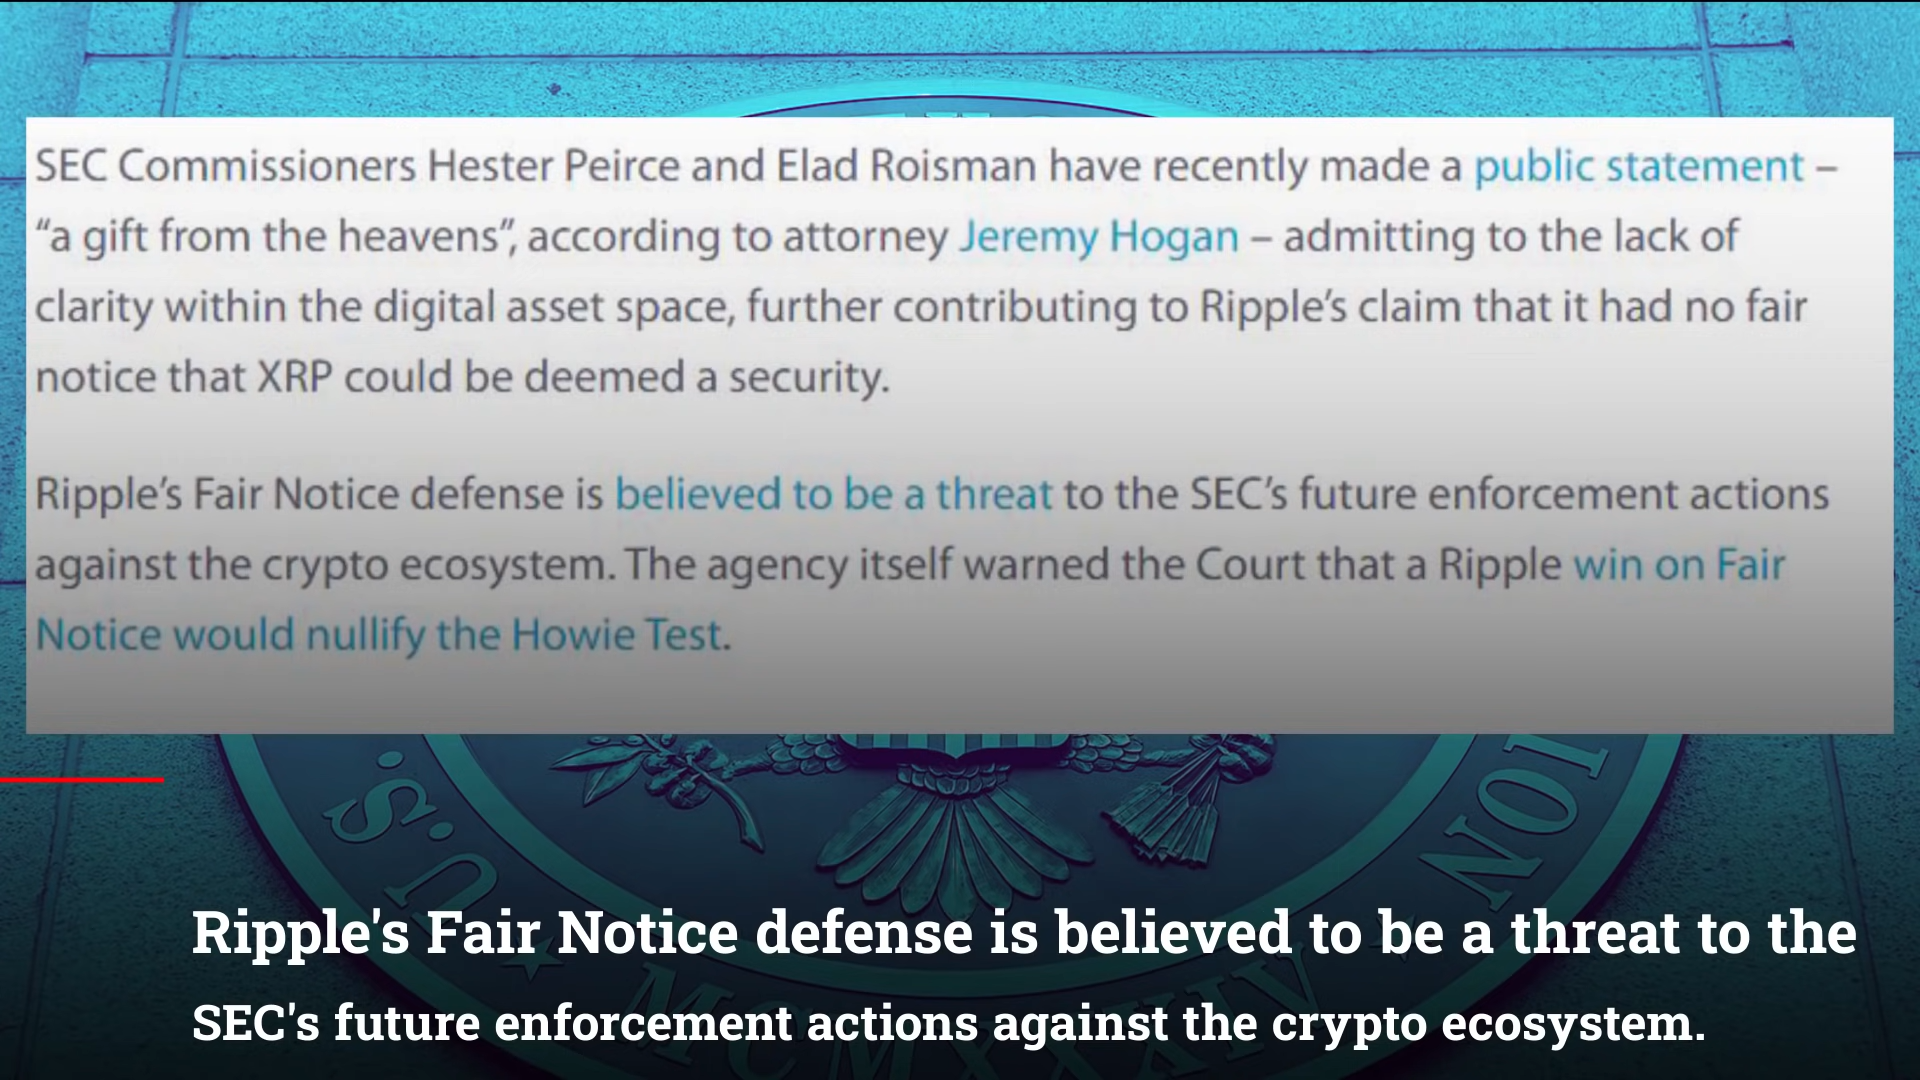 SEC Commissioners Hester Peirce and Elad Roisman have recently made a public statement –
“a gift from the heavens”, according to attorney Jeremy Hogan – admitting to the lack of
clarity within the digital asset space, further contributing to Ripple’s claim that it had no fair
notice that XRP could be deemed a security.
Ripple’s Fair Notice defense is believed to be a threat to the SEC’s future enforcement actions
against the crypto ecosystem. The agency itself warned the Court that a Ripple win on Fair
Notice would nullify the Howie Test.
U.S.
ION
MCMXXXIV
Ripple's Fair Notice defense is believed to be a threat to the
SEC's future enforcement actions against the crypto ecosystem.